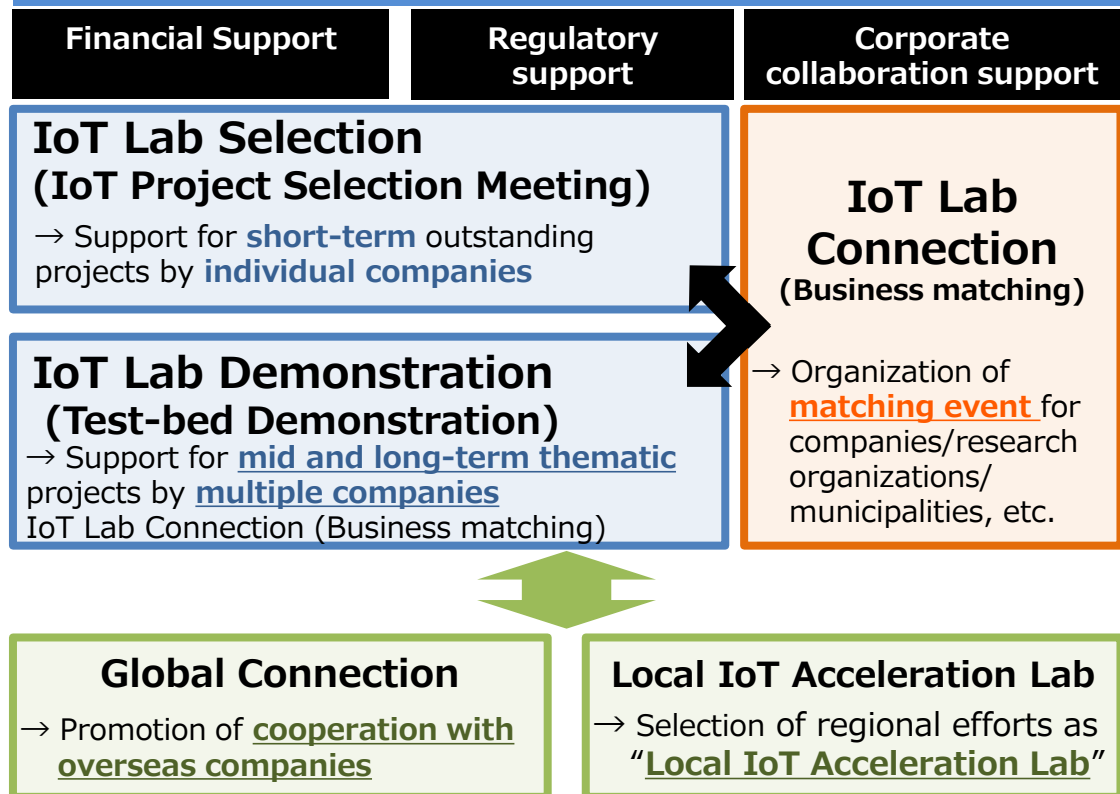 Financial Support
Regulatory
support
Corporate
collaboration support
IoT Lab Selection
(IoT Project Selection Meeting)
→ Support for short-term outstanding
projects by individual companies
IoT Lab Demonstration
(Test-bed Demonstration)
→ Support for mid and long-term thematic
projects by multiple companies
IoT Lab Connection (Business matching)
IoT Lab
Connection
(Business matching)
→ Organization of
matching event for
companies/research
organizations/
municipalities, etc.
Global Connection
→ Promotion of cooperation with
overseas companies
Local IoT Acceleration Lab
→ Selection of regional efforts as
“Local IoT Acceleration Lab”